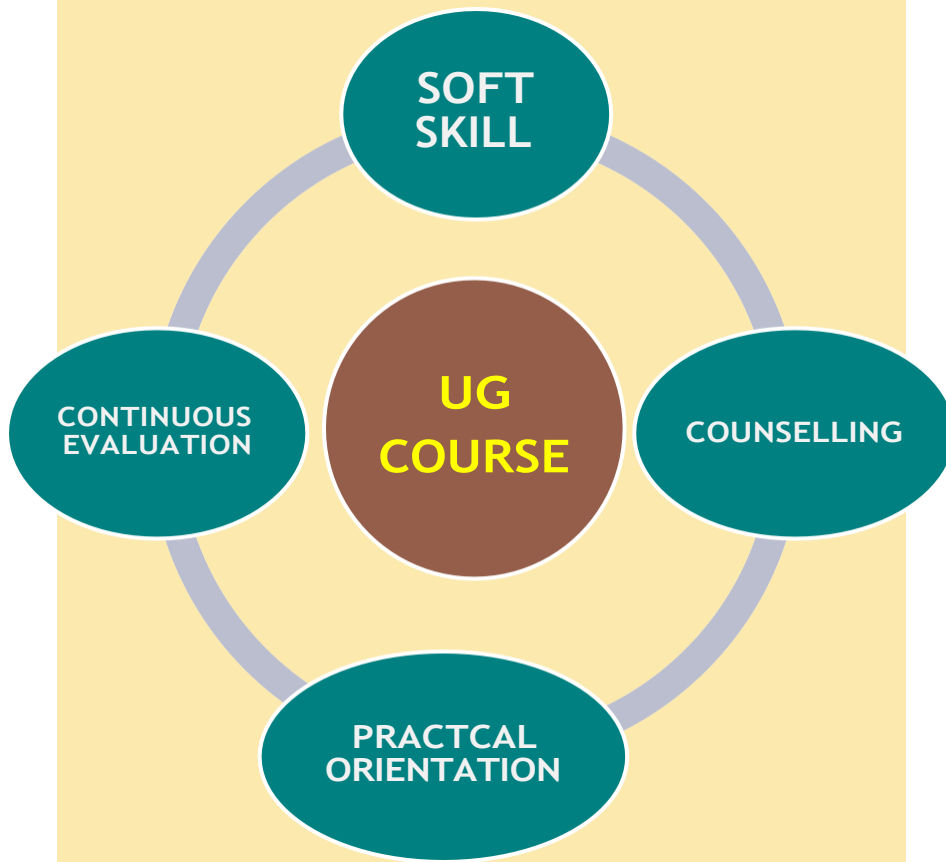 SOFT
SKILL
UG
COURSE
CONTINUOUS
EVALUATION
COUNSELLING
PRACTCAL
ORIENTATION